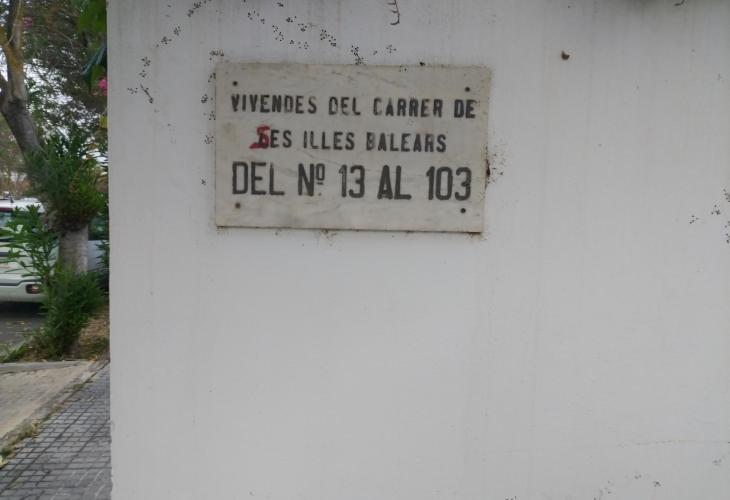 VIVENDES DEL CARRER DE
SES ILLES BALEARS
DEL Nº 13 AL 103